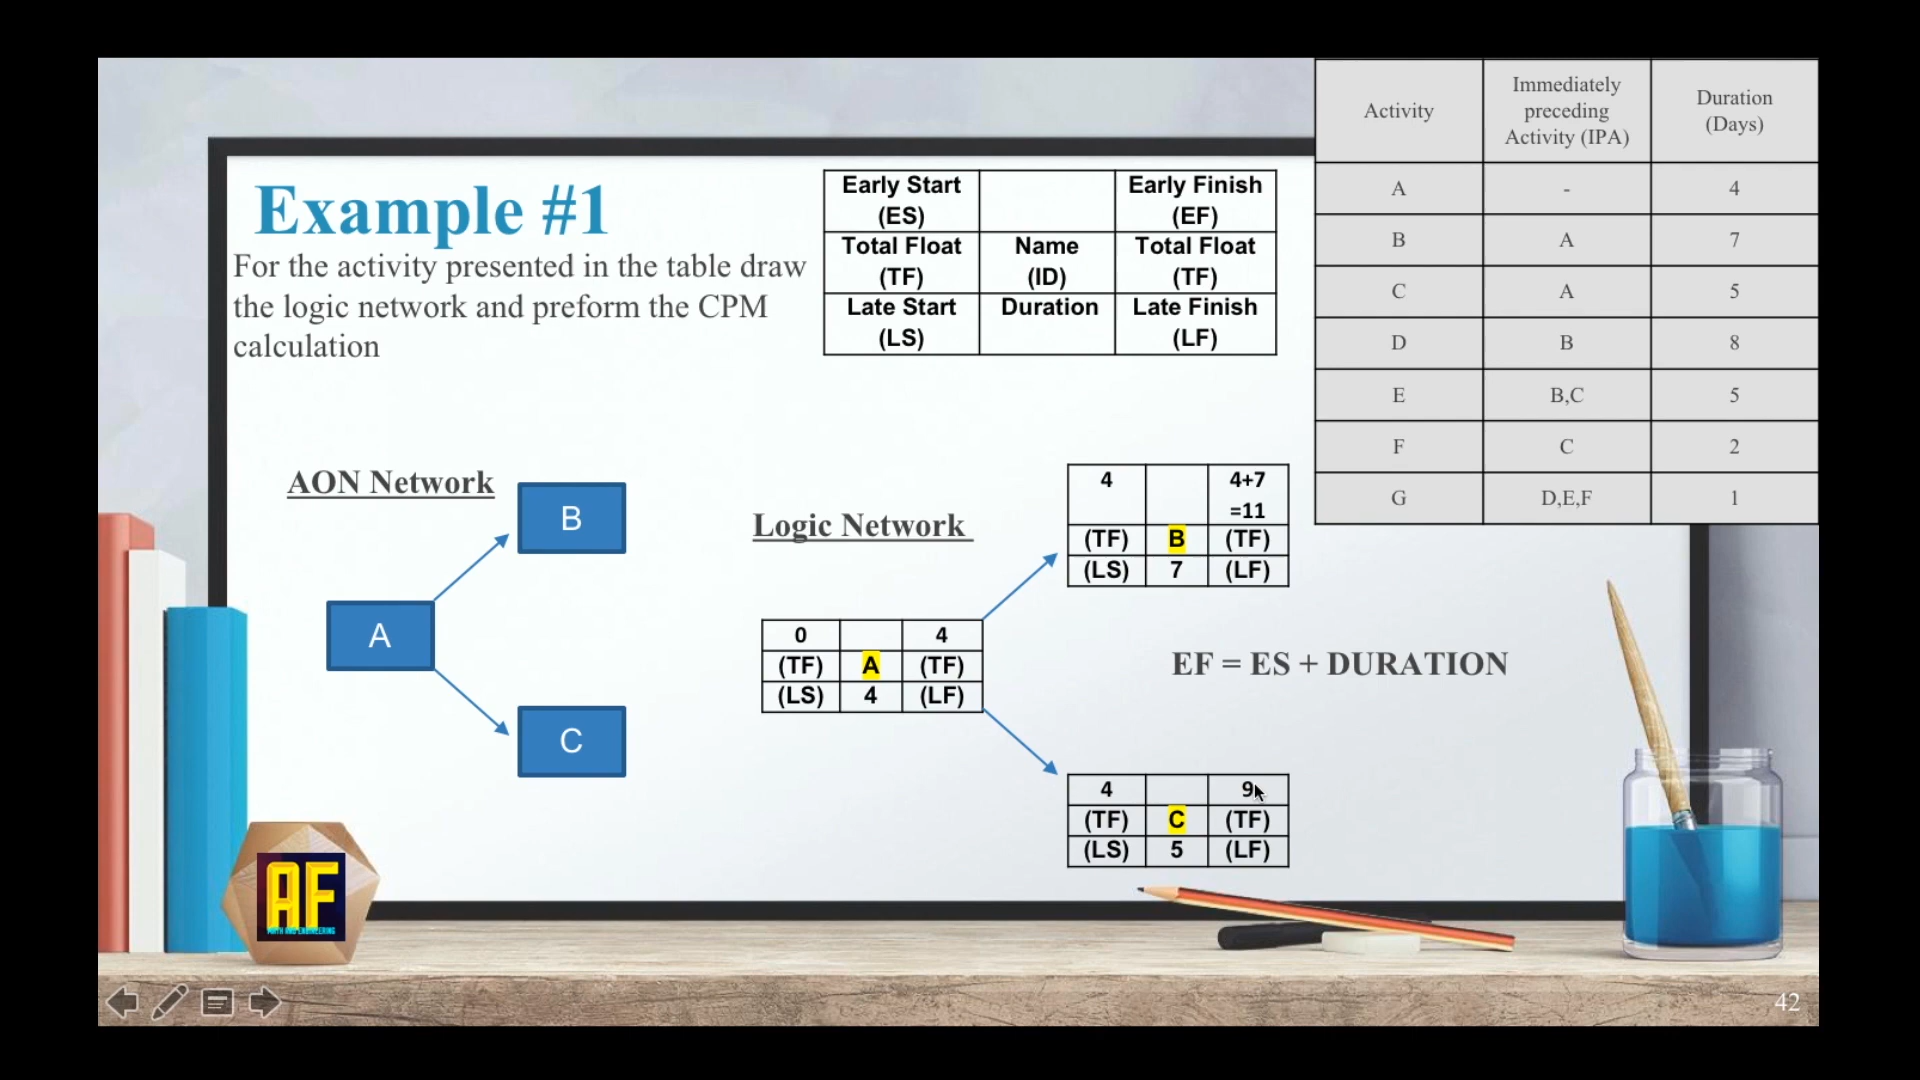 Example #1
For the activity presented in the table draw
the logic network and preform the CPM
calculation
Early Start
(ES)
Early Finish
(EF)
Total Float
(TF)
Name
(ID)
Total Float
(TF)
Late Start
(LS)
Duration
Late Finish
(LF)
Activity
Immediately
preceding
Activity (IPA)
Duration
(Days)
A - 4
B A 7
C A 5
D B 8
E B,C 5
F C 2
G D,E,F 1
AON Network
B
A
C
Logic Network
0 4
(TF) A (TF)
(LS) 4 (LF)
4 4+7
=11
(TF) B (TF)
(LS) 7 (LF)
EF = ES + DURATION
4 9
(TF) C (TF)
(LS) 5 (LF)
AF
MATH AND ENGINEERING
42